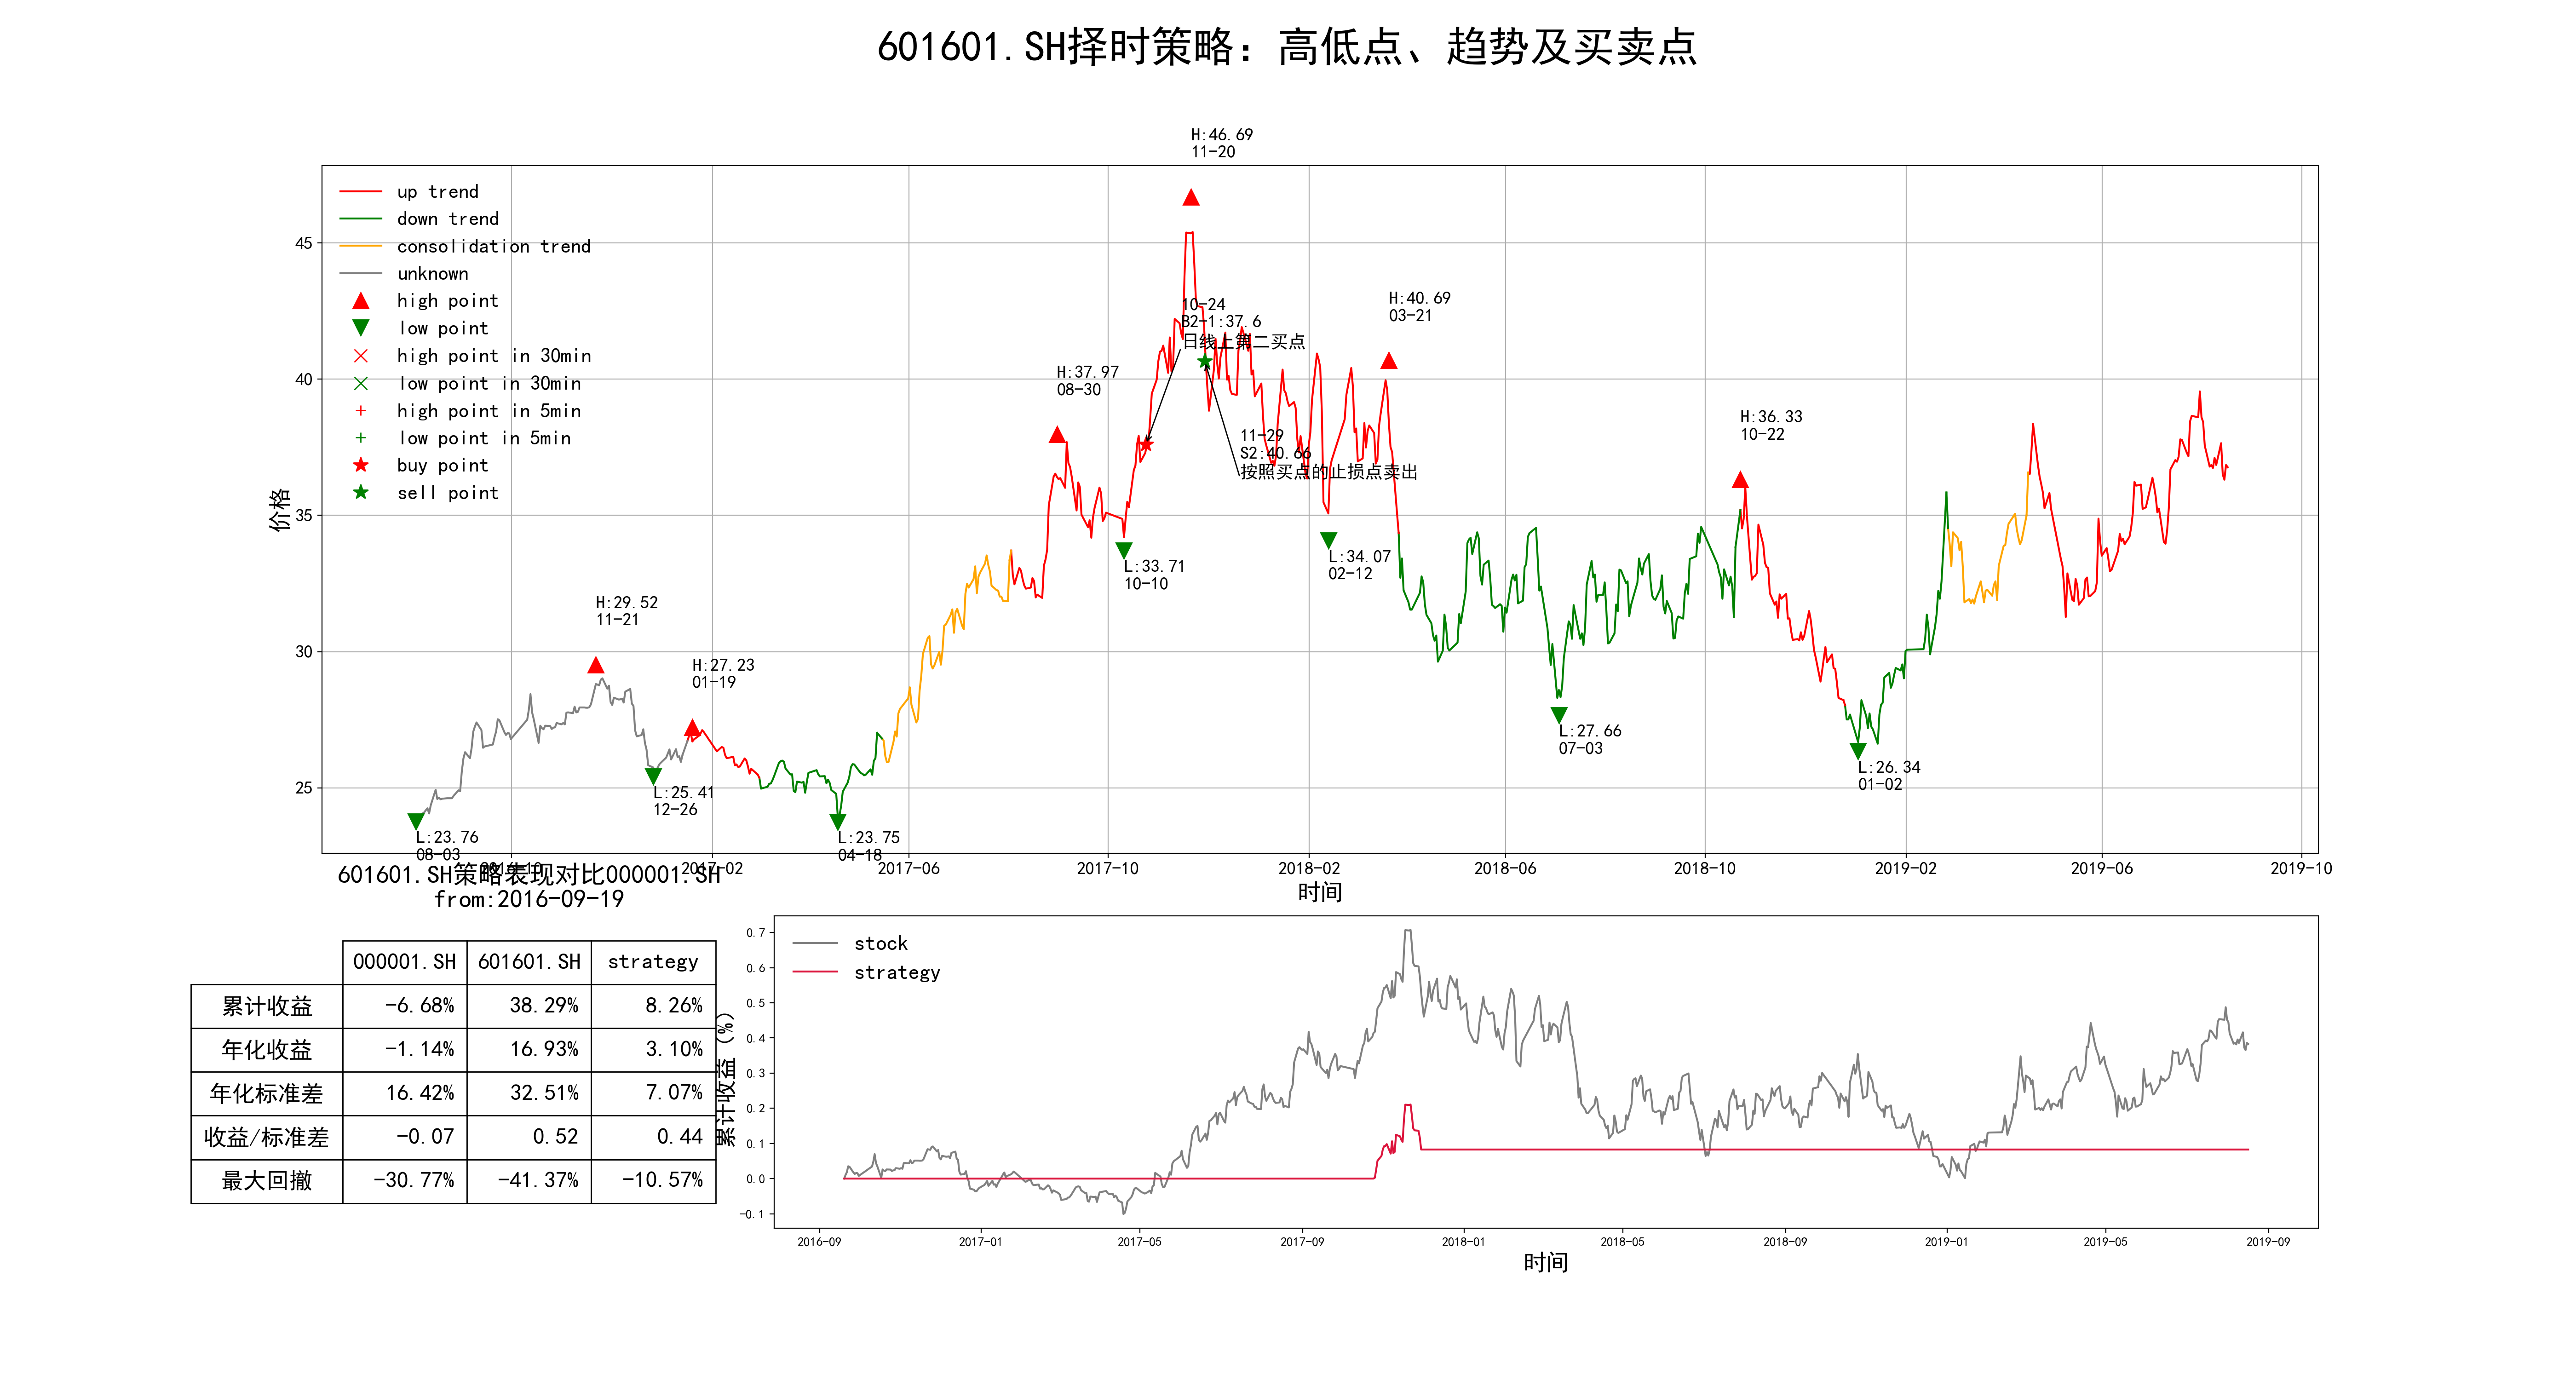 601601.SH择时策略：高低点、趋势及买卖点
H:46.69
11-20
up trend
down trend
consolidation trend
unknown
high point
low point
high point in 30min
low point in 30min
high point in 5min
low point in 5min
buy point
sell point
价格
45
40
35
30
25
10-24
B2-1:37.6
日线上第二买点
H:40.69
03-21
H:37.97
08-30
11-29
S2:40.66
按照买点的止损点卖出
H:36.33
10-22
L:33.71
10-10
L:34.07
02-12
H:29.52
11-21
H:27.23
01-19
L:25.41
12-26
L:27.66
07-03
L:26.34
01-02
L:23.76
08-03
L:23.75
04-18
2016-10
2017-02
2017-06
2017-10
2018-02
2018-06
2018-10
2019-02
2019-06
2019-10
时间
601601.SH策略表现对比000001.SH
from:2016-09-19
000001.SH 601601.SH strategy
累计收益 -6.68% 38.29% 8.26%
年化收益 -1.14% 16.93% 3.10%
年化标准差 16.42% 32.51% 7.07%
收益/标准差 -0.07 0.52 0.44
最大回撤 -30.77% -41.37% -10.57%
累计收益（%）
stock
strategy
0.7
0.6
0.5
0.4
0.3
0.2
0.1
0.0
-0.1
2016-09
2017-01
2017-05
2017-09
2018-01
2018-05
2018-09
2019-01
2019-05
2019-09
时间